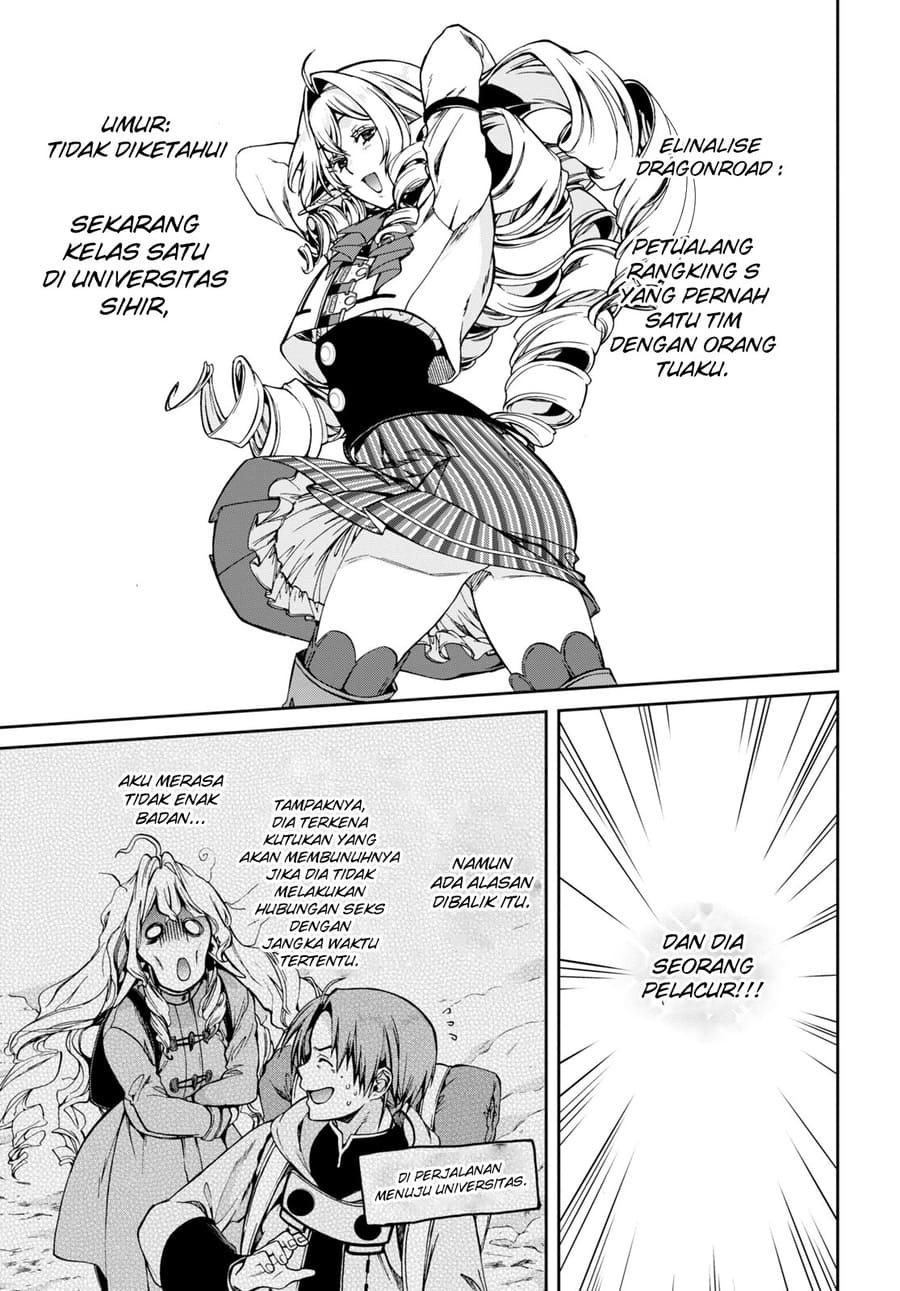 ELINALISE
DRAGONROAD :
PETUALANG
RANGKING S
YANG PERNAH
SATU TIM
DENGAN ORANG
TUAKU.
UMUR:
TIDAK DIKETAHUI
SEKARANG
KELAS SATU
DI UNIVERSITAS
SIHIR,
DAN DIA
SEORANG
PELACUR!!!
NAMUN
ADA ALASAN
DIBALIK ITU.
TAMPAKNYA,
DIA TERKENA
KUTUKAN YANG
AKAN MEMBUNUHNYA
JIKA DIA TIDAK
MELAKUKAN
HUBUNGAN SEKS
DENGAN
JANGKA WAKTU
TERTENTU.
AKU MERASA
TIDAK ENAK
BADAN...
DI PERJALANAN
MENUJU UNIVERSITAS.